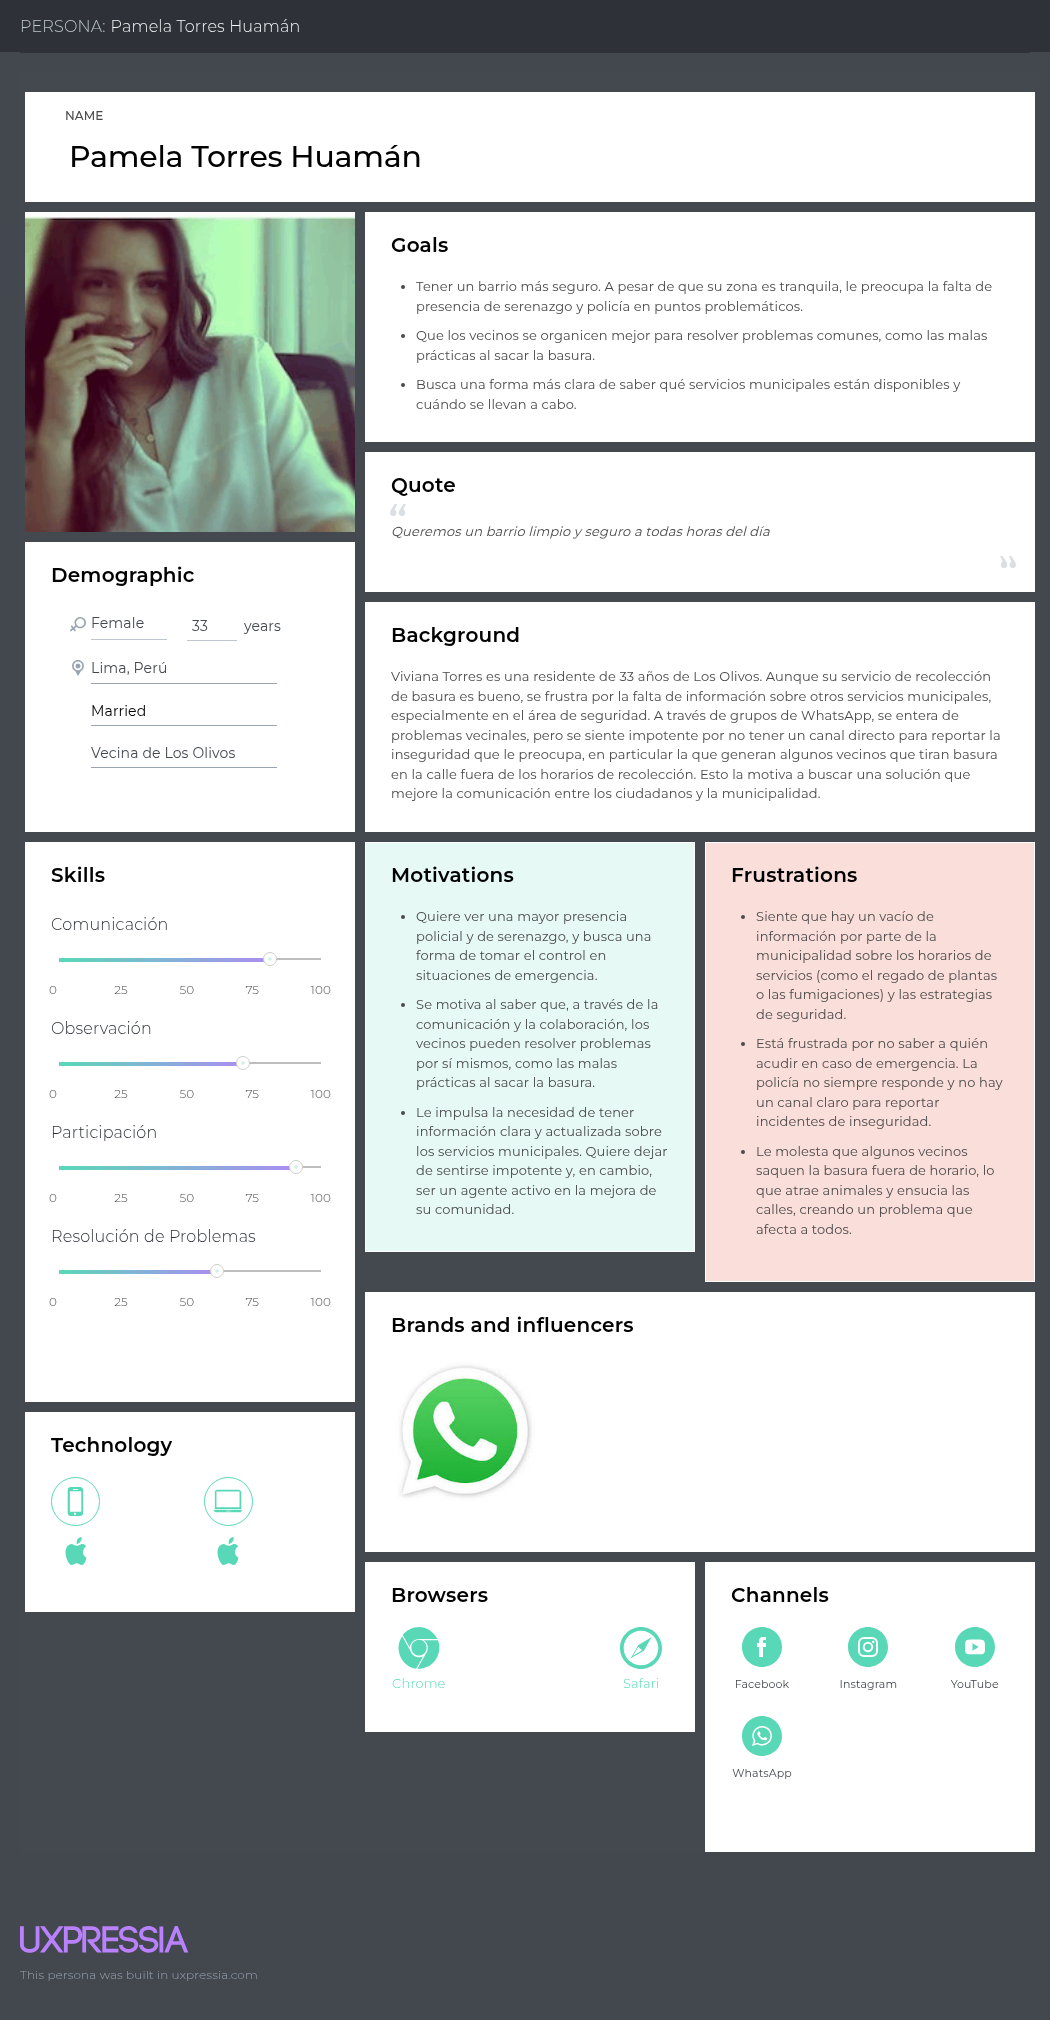 PERSONA: Pamela Torres Huamán
NAME
Pamela Torres Huamán
Goals
Tener un barrio más seguro. A pesar de que su zona es tranquila, le preocupa la falta de
presencia de serenazgo y policía en puntos problemáticos.
Que los vecinos se organicen mejor para resolver problemas comunes, como las malas
prácticas al sacar la basura.
Busca una forma más clara de saber qué servicios municipales están disponibles y
cuándo se llevan a cabo.
Quote
“
Queremos un barrio limpio y seguro a todas horas del día
”
Demographic
Female 33 years
Lima, Perú
Married
Vecina de Los Olivos
Background
Viviana Torres es una residente de 33 años de Los Olivos. Aunque su servicio de recolección
de basura es bueno, se frustra por la falta de información sobre otros servicios municipales,
especialmente en el área de seguridad. A través de grupos de WhatsApp, se entera de
problemas vecinales, pero se siente impotente por no tener un canal directo para reportar la
inseguridad que le preocupa, en particular la que generan algunos vecinos que tiran basura
en la calle fuera de los horarios de recolección. Esto la motiva a buscar una solución que
mejore la comunicación entre los ciudadanos y la municipalidad.
Skills
Comunicación
0 25 50 75 100
Observación
0 25 50 75 100
Participación
0 25 50 75 100
Resolución de Problemas
0 25 50 75 100
Motivations
Quiere ver una mayor presencia
policial y de serenazgo, y busca una
forma de tomar el control en
situaciones de emergencia.
Se motiva al saber que, a través de la
comunicación y la colaboración, los
vecinos pueden resolver problemas
por sí mismos, como las malas
prácticas al sacar la basura.
Le impulsa la necesidad de tener
información clara y actualizada sobre
los servicios municipales. Quiere dejar
de sentirse impotente y, en cambio,
ser un agente activo en la mejora de
su comunidad.
Frustrations
Siente que hay un vacío de
información por parte de la
municipalidad sobre los horarios de
servicios (como el regado de plantas
o las fumigaciones) y las estrategias
de seguridad.
Está frustrada por no saber a quién
acudir en caso de emergencia. La
policía no siempre responde y no hay
un canal claro para reportar
incidentes de inseguridad.
Le molesta que algunos vecinos
saquen la basura fuera de horario, lo
que atrae animales y ensucia las
calles, creando un problema que
afecta a todos.
Brands and influencers
Technology
Browsers
Chrome Safari
Channels
Facebook Instagram YouTube
WhatsApp
UXPRESSIA
This persona was built in uxpressia.com